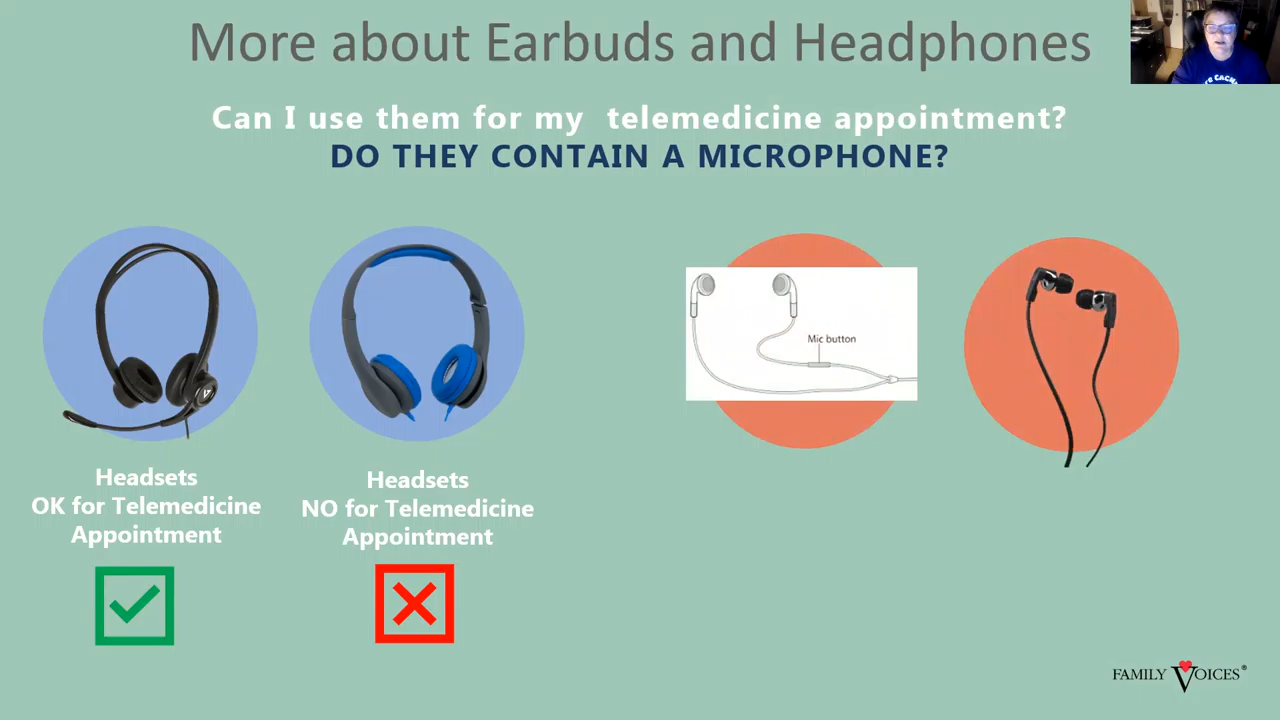 More about Earbuds and Headphones
Can I use them for my telemedicine appointment?
DO THEY CONTAIN A MICROPHONE?
Mic button
Headsets
OK for Telemedicine
Appointment
Headsets
NO for Telemedicine
Appointment
FAMILY VOICES®